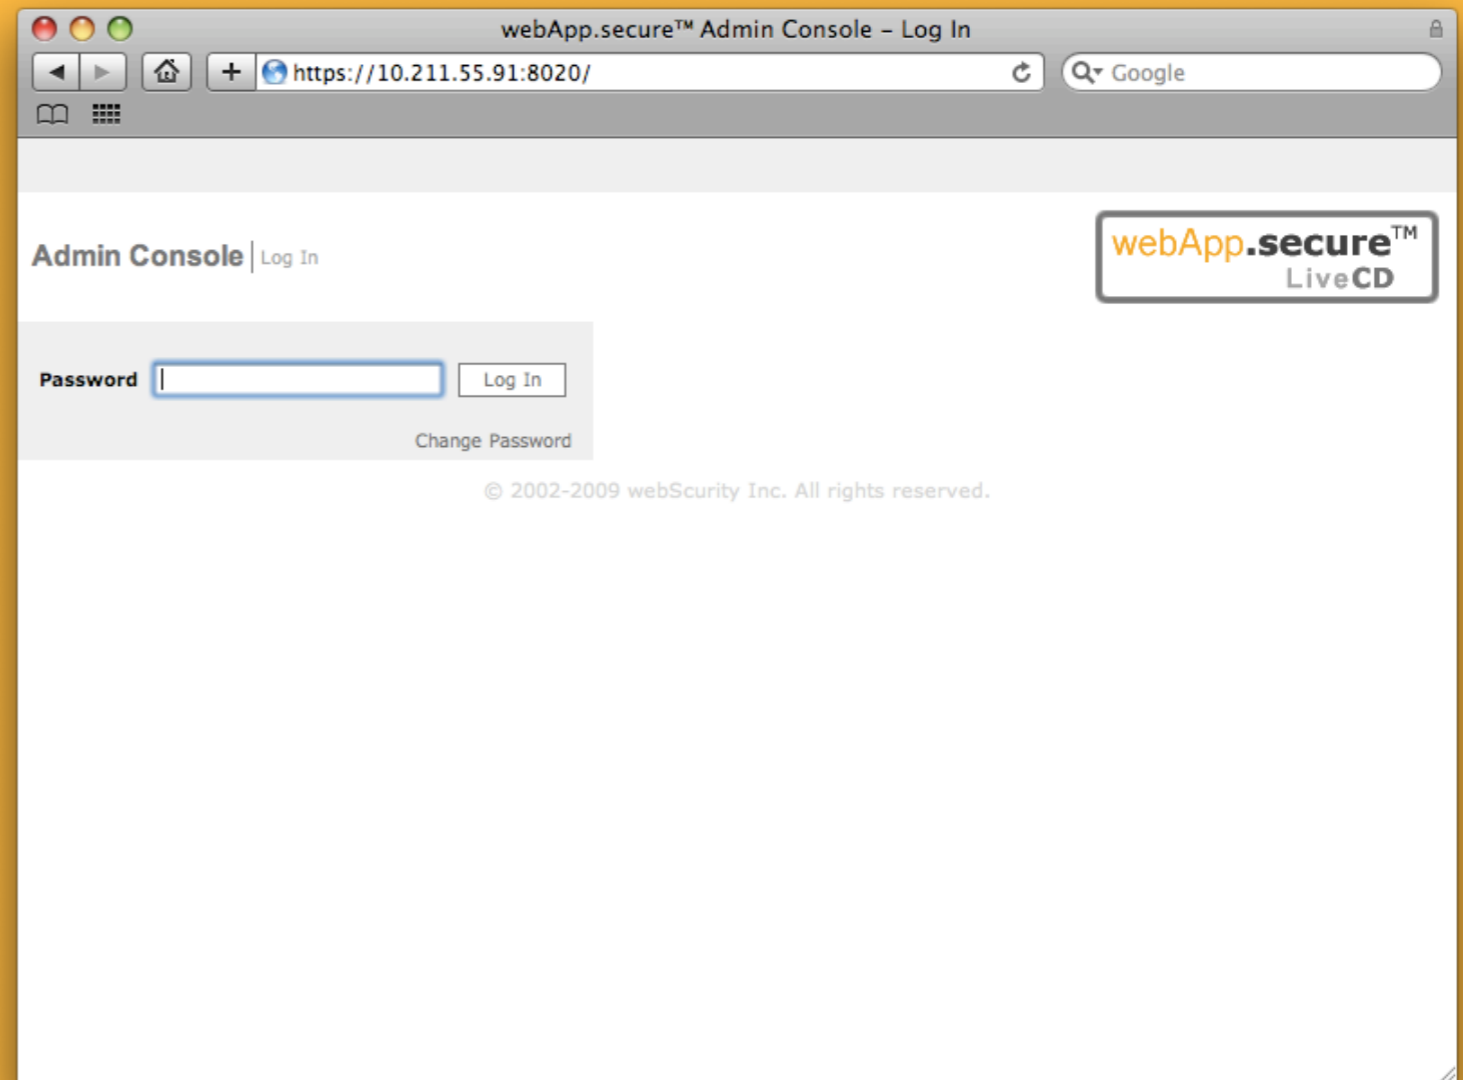 webApp.secure™ Admin Console – Log In
https://10.211.55.91:8020/
Google
Admin Console | Log In
webApp.secure™
LiveCD
Password
Log In
Change Password
© 2002-2009 webScurity Inc. All rights reserved.